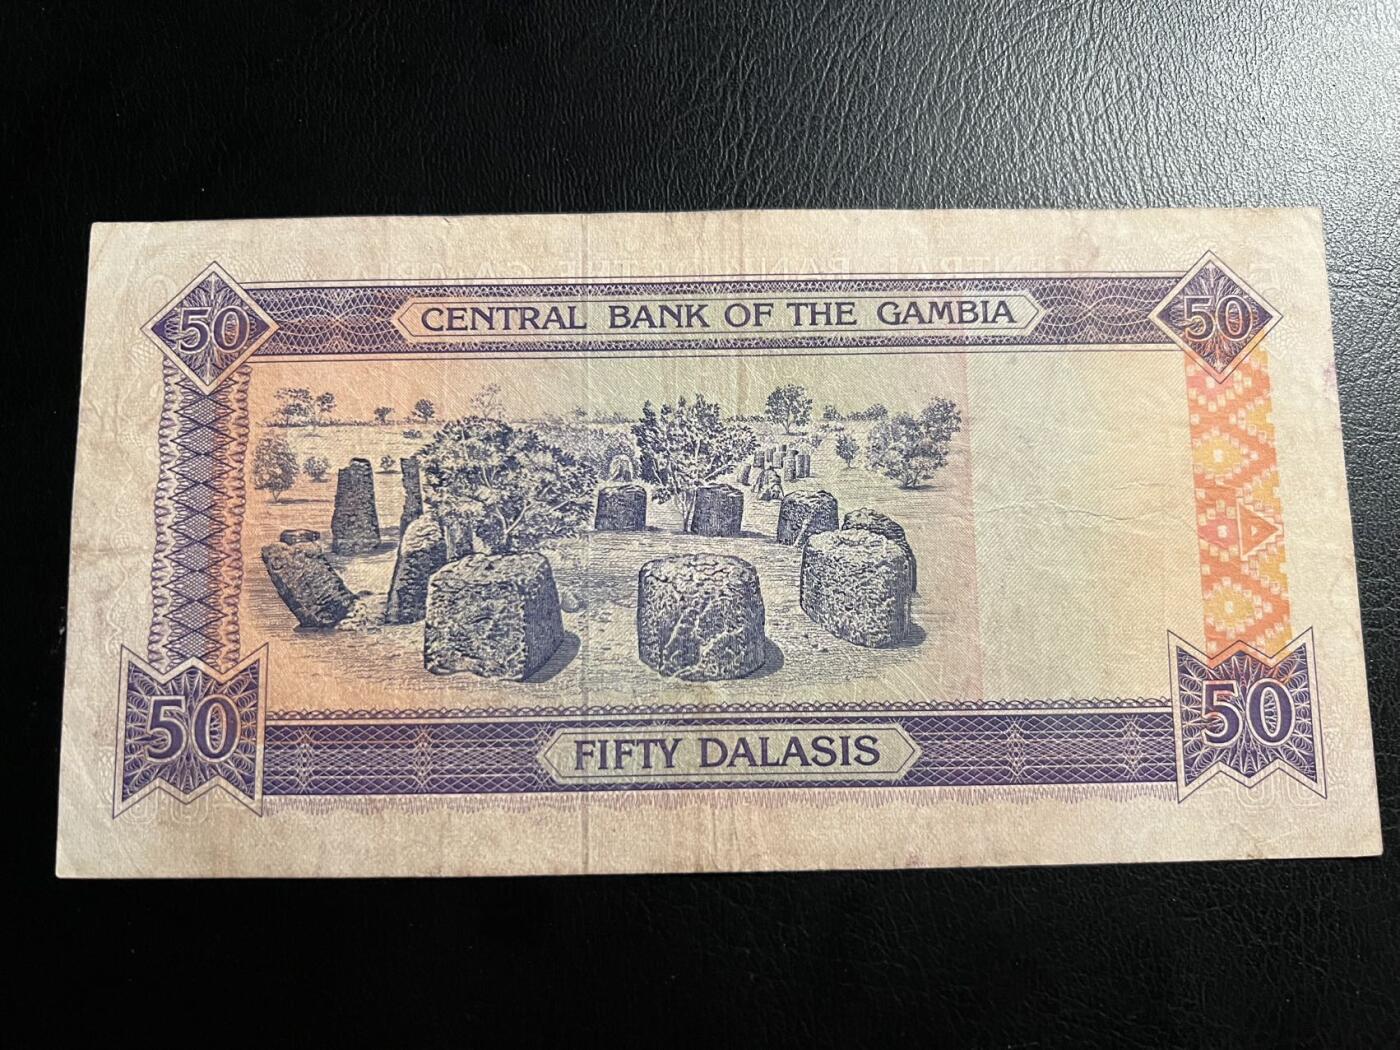 50 CENTRAL BANK OF THE GAMBIA 50
50 FIFTY DALASIS 50